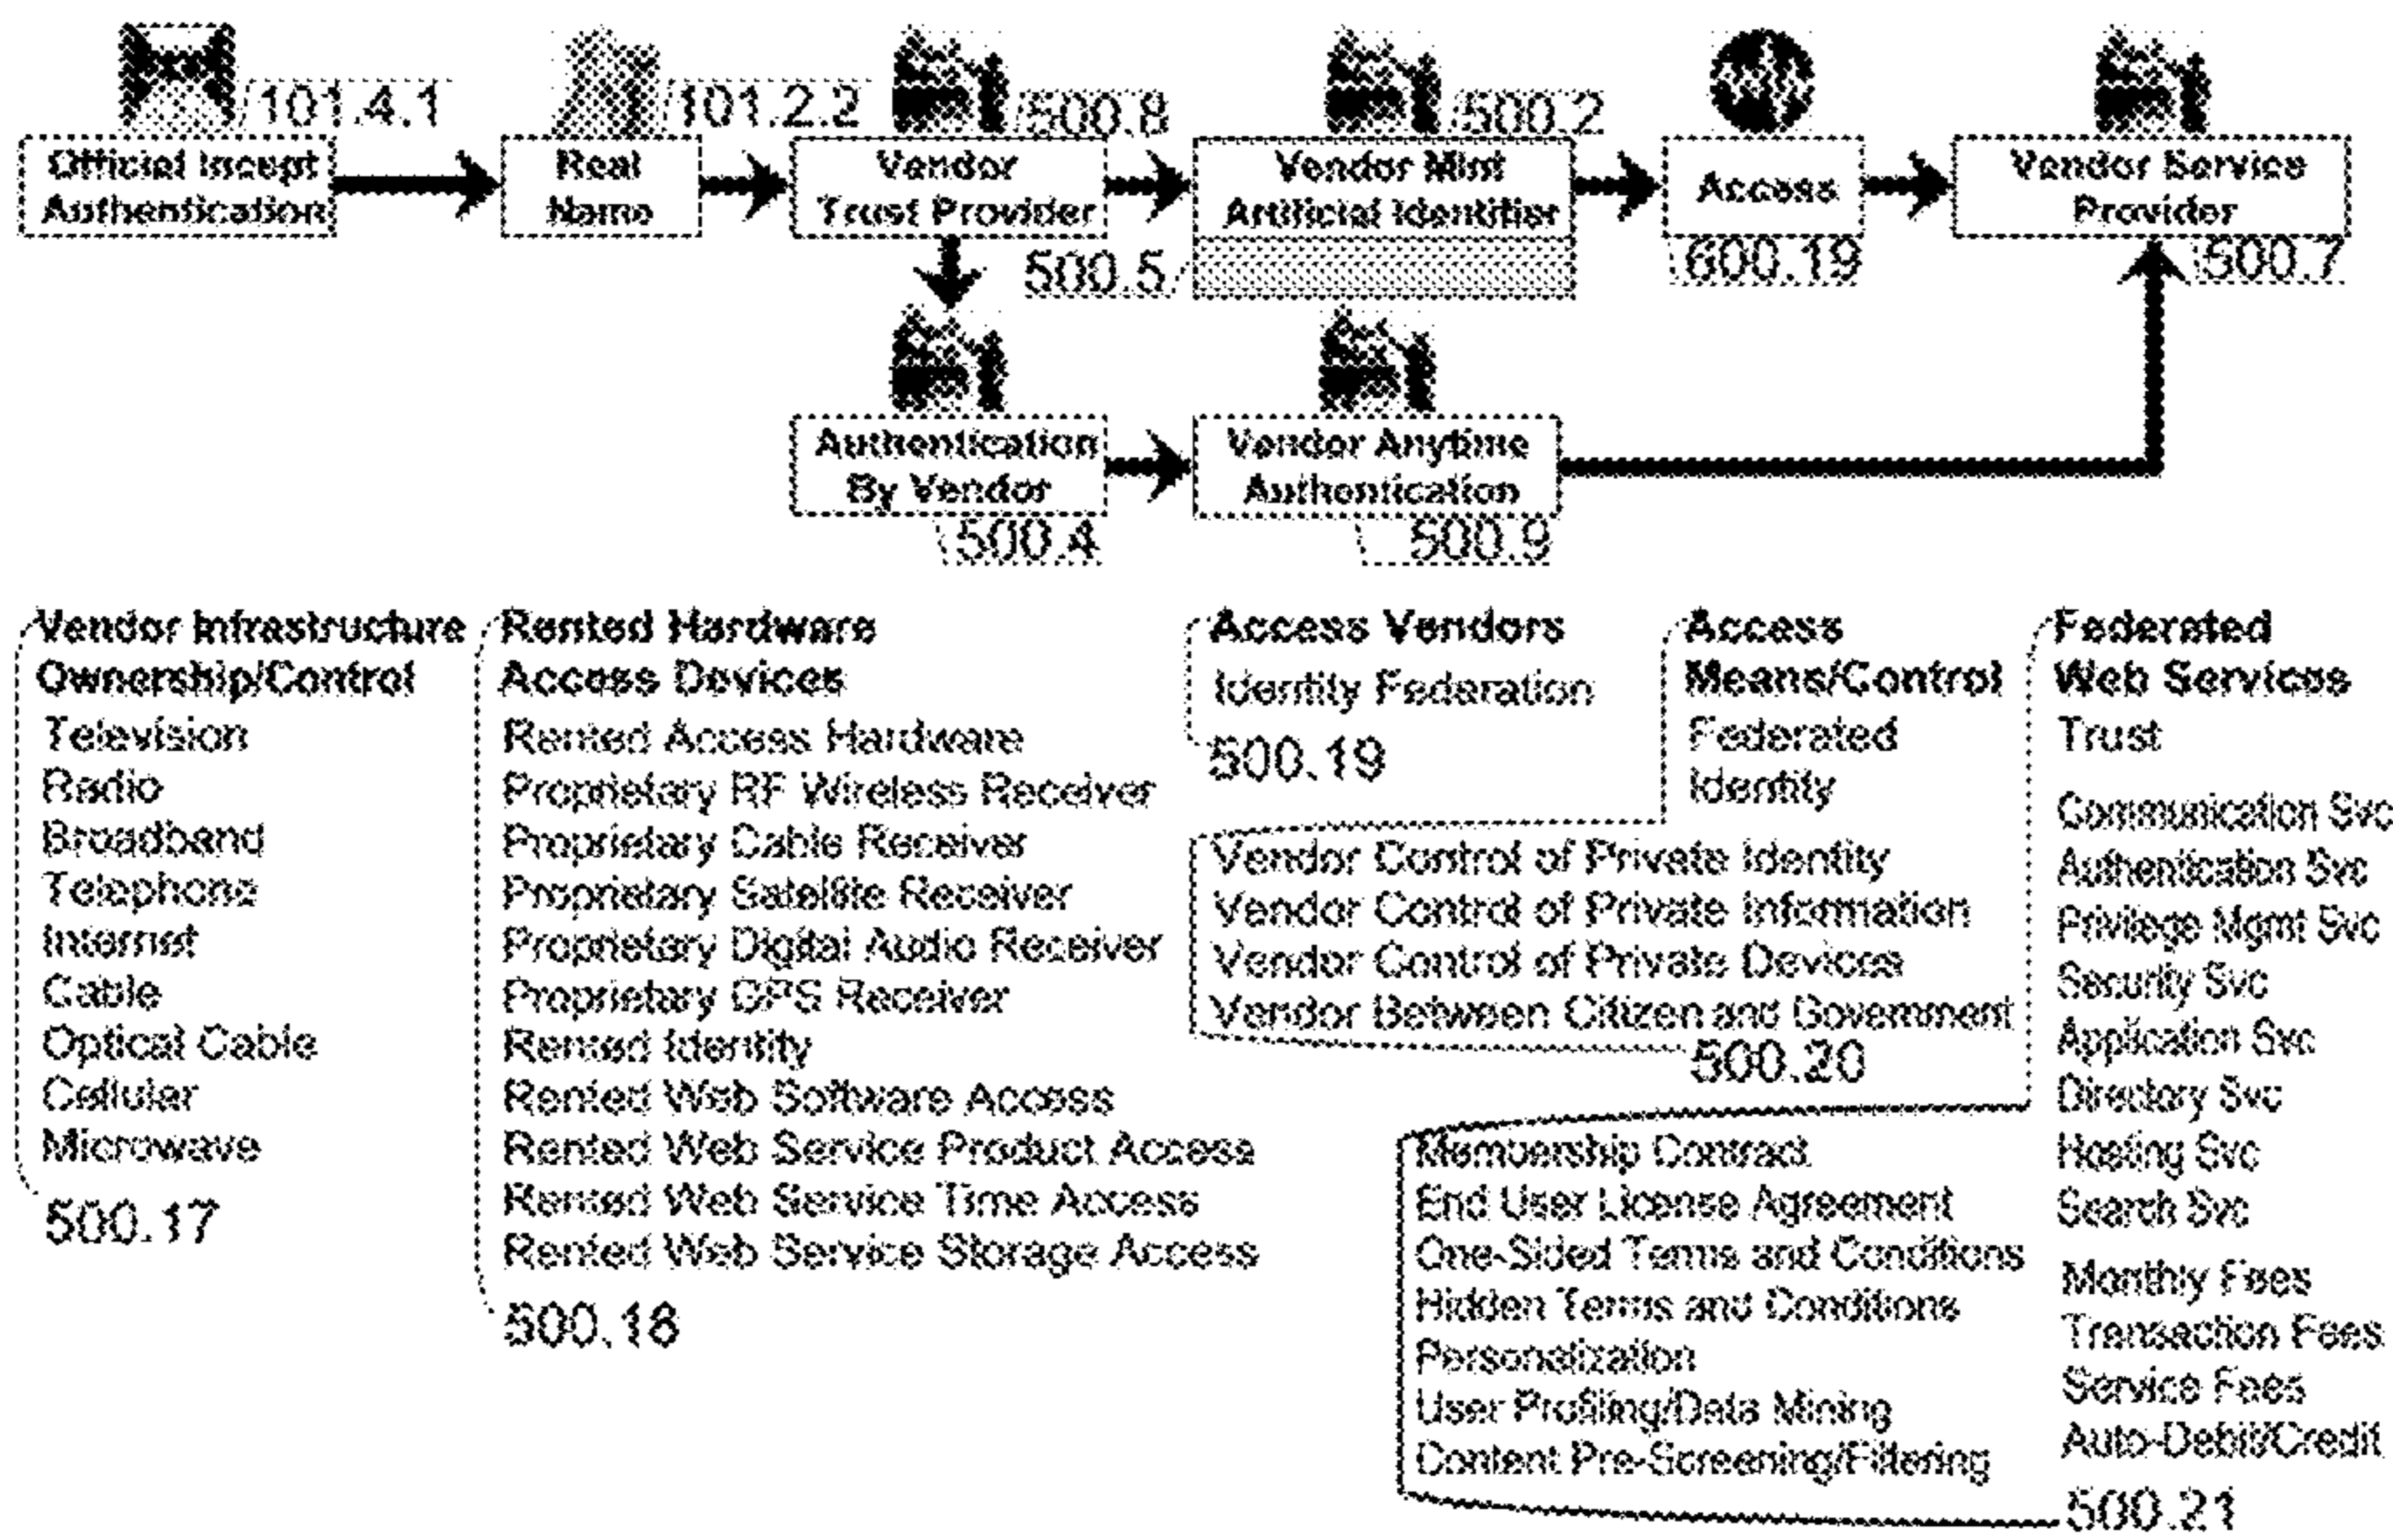 101.4.1
101.2.2
500.8
500.2
Official Incept
Authentication
Real
Name
Vendor
Trust Provider
Vendor Mint
Artificial Identifier
Access
Vendor Service
Provider
500.5
600.19
500.7
Authentication
By Vendor
Vendor Anytime
Authentication
500.4
500.9
Vendor Infrastructure
Ownership/Control
Television
Radio
Broadband
Telephone
Internet
Cable
Optical Cable
Cellular
Microwave
500.17
Rented Hardware
Access Devices
Rented Access Hardware
Proprietary RF Wireless Receiver
Proprietary Cable Receiver
Proprietary Satellite Receiver
Proprietary Digital Audio Receiver
Proprietary GPS Receiver
Rented Identity
Rented Web Software Access
Rented Web Service Product Access
Rented Web Service Time Access
Rented Web Service Storage Access
500.18
Access Vendors
Identity Federation
500.19
Access
Means/Control
Federated
Identity
Vendor Control of Private Identity
Vendor Control of Private Information
Vendor Control of Private Devices
Vendor Between Citizen and Government
500.20
Federated
Web Services
Trust
Communication Svc
Authentication Svc
Privilege Mgmt Svc
Security Svc
Application Svc
Directory Svc
Hosting Svc
Search Svc
Monthly Fees
Transaction Fees
Service Fees
Auto-Debit/Credit
Membership Contract
End User License Agreement
One-Sided Terms and Conditions
Hidden Terms and Conditions
Personalization
User Profiling/Data Mining
Content Pre-Screening/Filtering
500.21